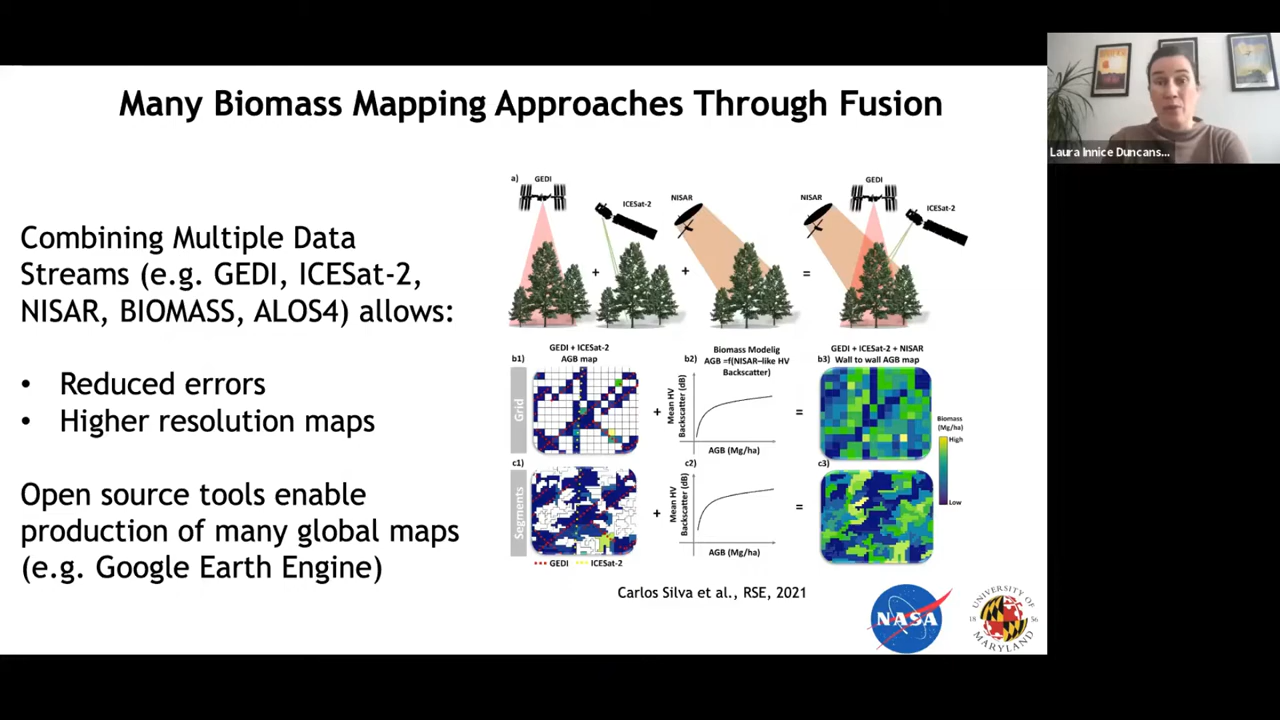 Many Biomass Mapping Approaches Through Fusion
Laura Innice Duncans...
Combining Multiple Data
Streams (e.g. GEDI, ICESat-2,
NISAR, BIOMASS, ALOS4) allows:
• Reduced errors
• Higher resolution maps
Open source tools enable
production of many global maps
(e.g. Google Earth Engine)
a)
GEDI
ICESat-2
NISAR
NISAR
GEDI
ICESat-2
+
+
=
b1)
GEDI + ICESat-2
AGB map
b2)
Biomass Modelig
AGB =f(NISAR–like HV
Backscatter)
GEDI + ICESat-2 + NISAR
Wall to wall AGB map
b3)
Grid
+
Mean HV
Backscatter (dB)
AGB (Mg/ha)
=
Biomass
(Mg/ha)
High
Low
c1)
c2)
c3)
Segments
+
Mean HV
Backscatter (dB)
AGB (Mg/ha)
=
GEDI
ICESat-2
Carlos Silva et al., RSE, 2021
NASA
UNIVERSITY OF
18 56
MARYLAND